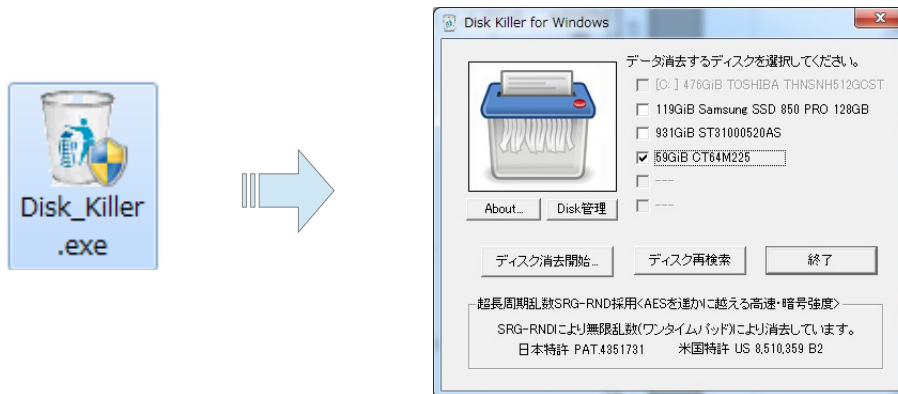 Disk_Killer
.exe
Disk Killer for Windows
データ消去するディスクを選択してください。
[C: ] 476GiB TOSHIBA THNSNH512GCST
119GiB Samsung SSD 850 PRO 128GB
931GiB ST31000520AS
59GiB CT64M225
---
---
About...
Disk管理
ディスク消去開始...
ディスク再検索
終了
超長周期乱数SRG-RND採用<AESを遥かに越える高速・暗号強度>
SRG-RNDにより無限乱数(ワンタイムパッド)により消去しています。
日本特許 PAT.4351731 米国特許 US 8,510,359 B2